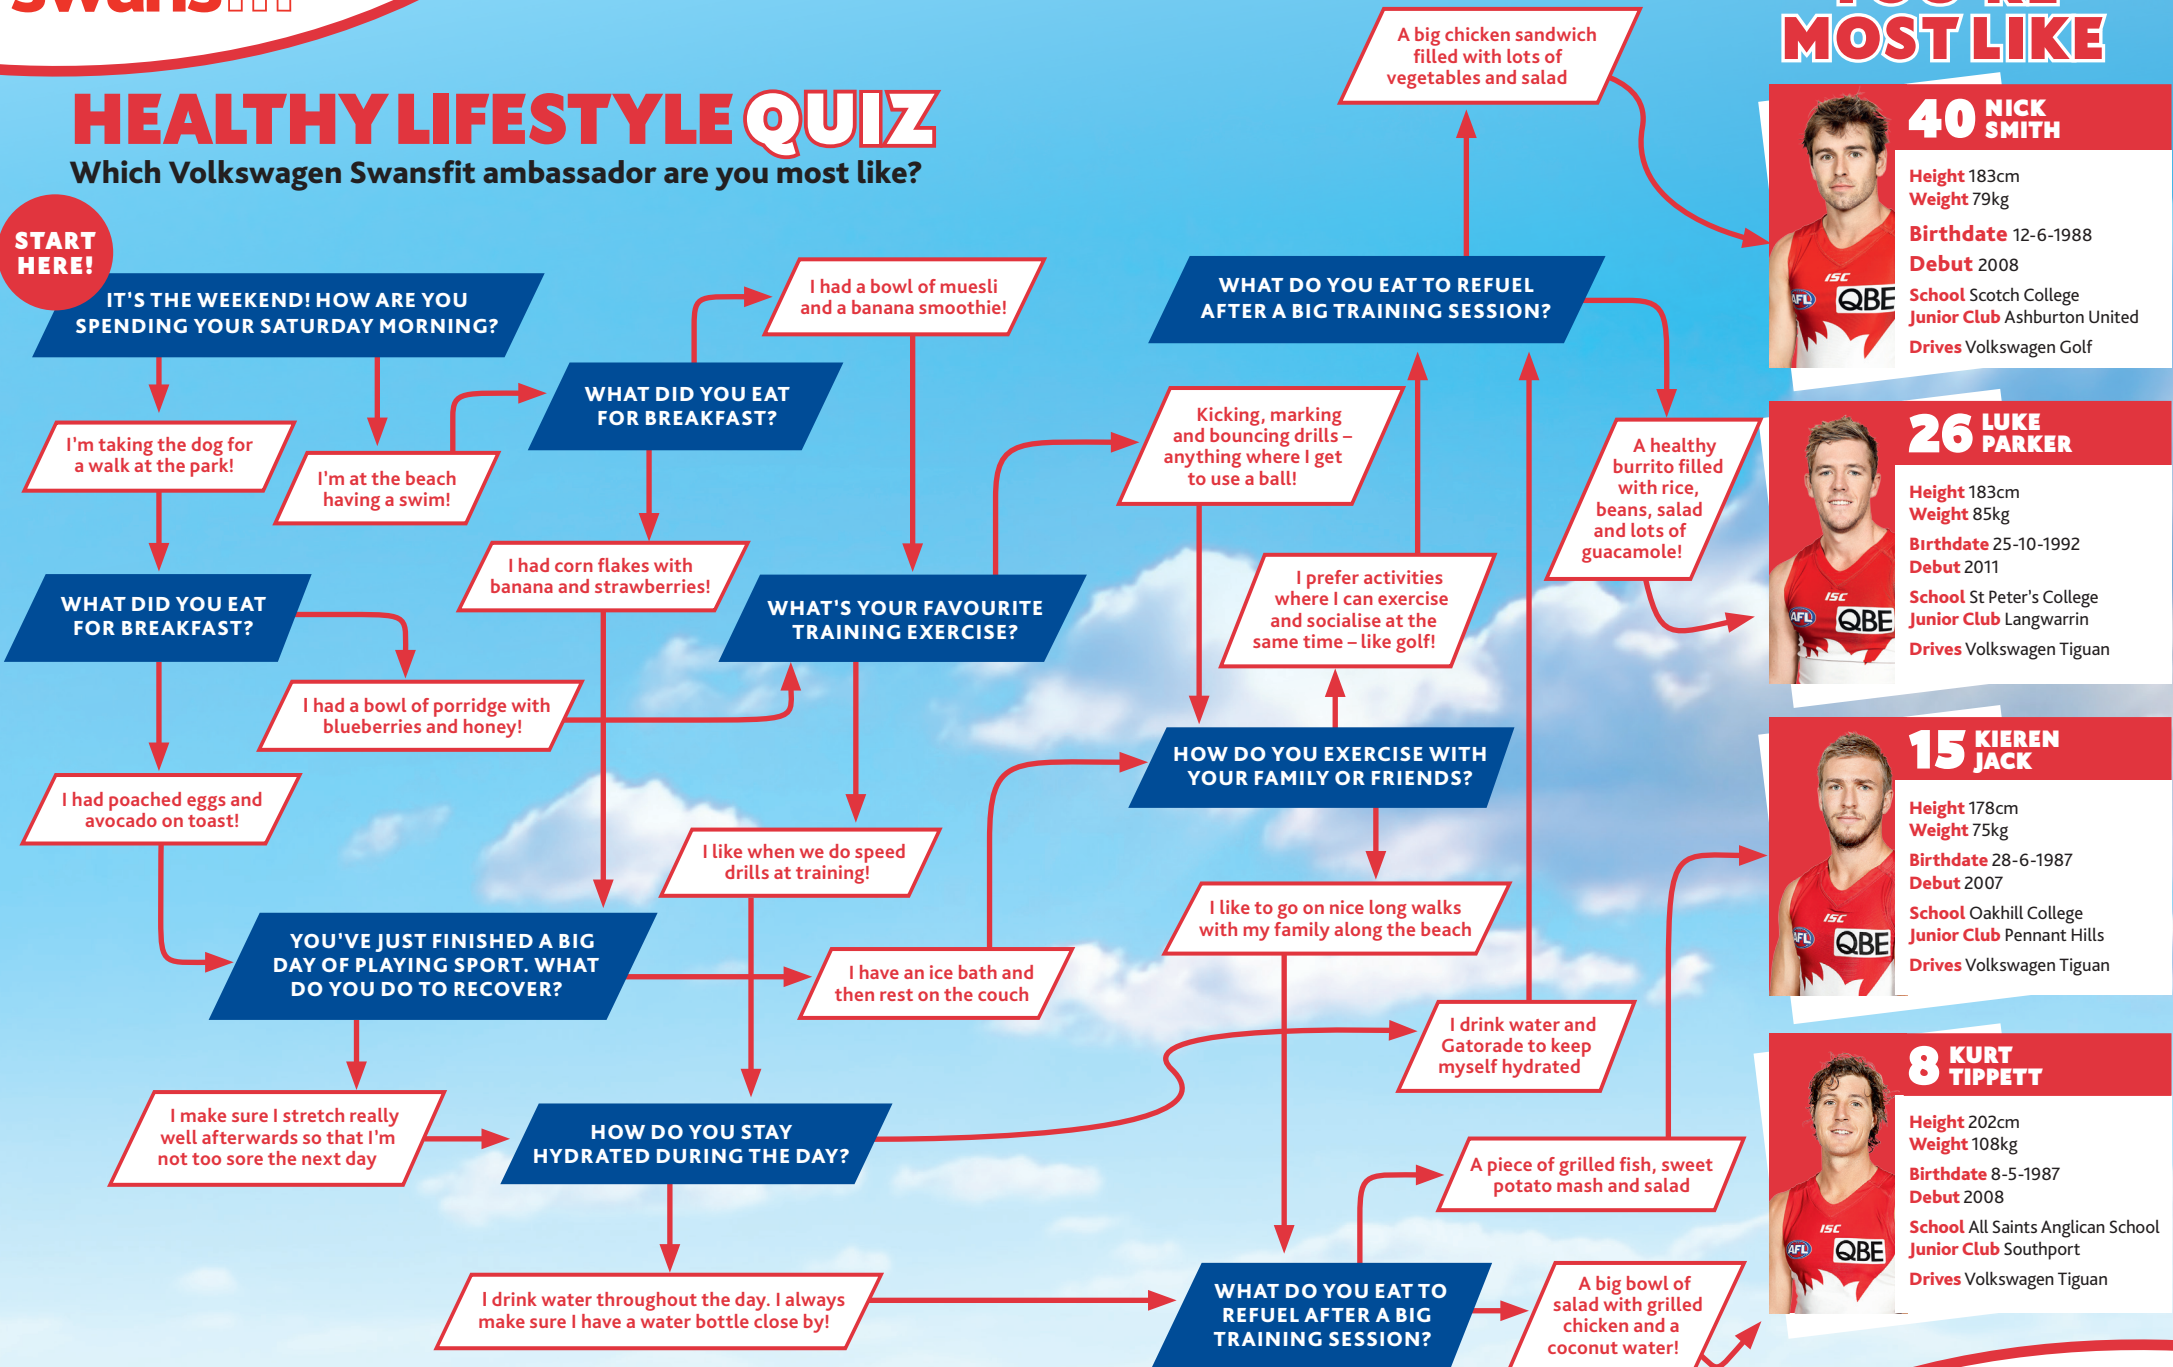 swans!!!
HEALTHY LIFESTYLE QUIZ
Which Volkswagen Swansfit ambassador are you most like?
START
HERE!
IT'S THE WEEKEND! HOW ARE YOU
SPENDING YOUR SATURDAY MORNING?
I'm taking the dog for
a walk at the park!
I'm at the beach
having a swim!
WHAT DID YOU EAT
FOR BREAKFAST?
I had a bowl of muesli
and a banana smoothie!
I had corn flakes with
banana and strawberries!
WHAT DID YOU EAT
FOR BREAKFAST?
I had a bowl of porridge with
blueberries and honey!
I had poached eggs and
avocado on toast!
WHAT'S YOUR FAVOURITE
TRAINING EXERCISE?
I like when we do speed
drills at training!
YOU'VE JUST FINISHED A BIG
DAY OF PLAYING SPORT. WHAT
DO YOU DO TO RECOVER?
I have an ice bath and
then rest on the couch
I make sure I stretch really
well afterwards so that I'm
not too sore the next day
HOW DO YOU STAY
HYDRATED DURING THE DAY?
I drink water throughout the day. I always
make sure I have a water bottle close by!
A big chicken sandwich
filled with lots of
vegetables and salad
WHAT DO YOU EAT TO REFUEL
AFTER A BIG TRAINING SESSION?
Kicking, marking
and bouncing drills –
anything where I get
to use a ball!
A healthy
burrito filled
with rice,
beans, salad
and lots of
guacamole!
I prefer activities
where I can exercise
and socialise at the
same time – like golf!
HOW DO YOU EXERCISE WITH
YOUR FAMILY OR FRIENDS?
I like to go on nice long walks
with my family along the beach
I drink water and
Gatorade to keep
myself hydrated
A piece of grilled fish, sweet
potato mash and salad
WHAT DO YOU EAT TO
REFUEL AFTER A BIG
TRAINING SESSION?
A big bowl of
salad with grilled
chicken and a
coconut water!
YOU'RE
MOST LIKE
40 NICK
SMITH
Height 183cm
Weight 79kg
Birthdate 12-6-1988
Debut 2008
School Scotch College
Junior Club Ashburton United
Drives Volkswagen Golf
ISC
AFL QBE
26 LUKE
PARKER
Height 183cm
Weight 85kg
Birthdate 25-10-1992
Debut 2011
School St Peter's College
Junior Club Langwarrin
Drives Volkswagen Tiguan
ISC
AFL QBE
15 KIEREN
JACK
Height 178cm
Weight 75kg
Birthdate 28-6-1987
Debut 2007
School Oakhill College
Junior Club Pennant Hills
Drives Volkswagen Tiguan
ISC
AFL QBE
8 KURT
TIPPETT
Height 202cm
Weight 108kg
Birthdate 8-5-1987
Debut 2008
School All Saints Anglican School
Junior Club Southport
Drives Volkswagen Tiguan
ISC
AFL QBE